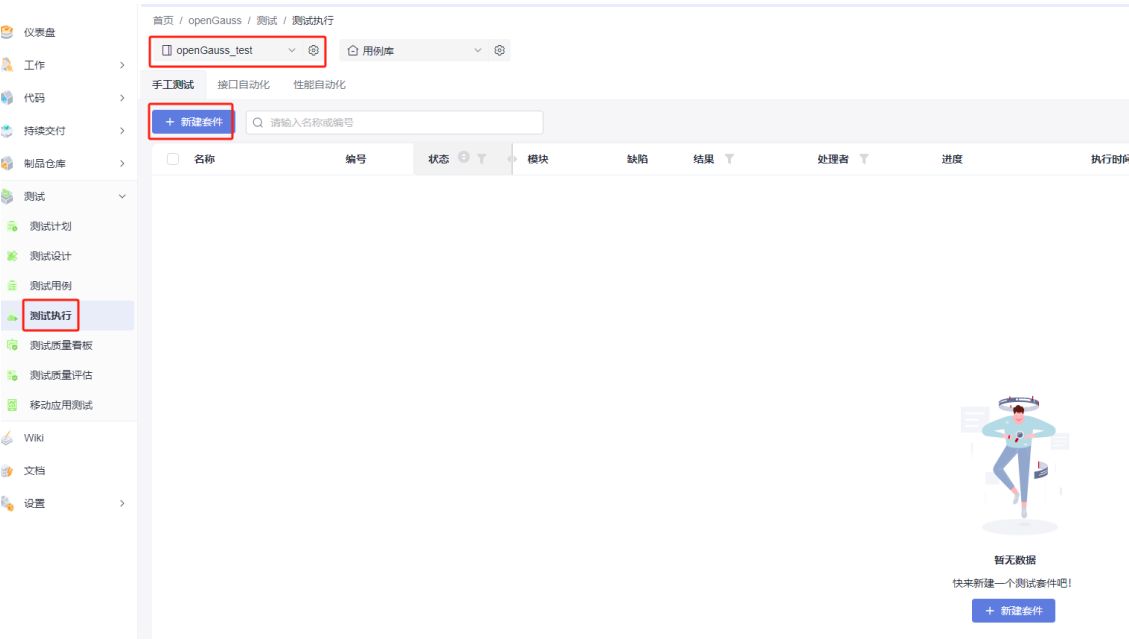 首页 / openGauss / 测试 / 测试执行
仪表盘
工作
代码
持续交付
制品仓库
测试
测试计划
测试设计
测试用例
测试执行
测试质量看板
测试质量评估
移动应用测试
Wiki
文档
设置
openGauss_test 用例库
手工测试 接口自动化 性能自动化
+ 新建套件 请输入名称或编号
名称 编号 状态 模块 缺陷 结果 处理者 进度 执行时间
暂无数据
快来新建一个测试套件吧!
+ 新建套件